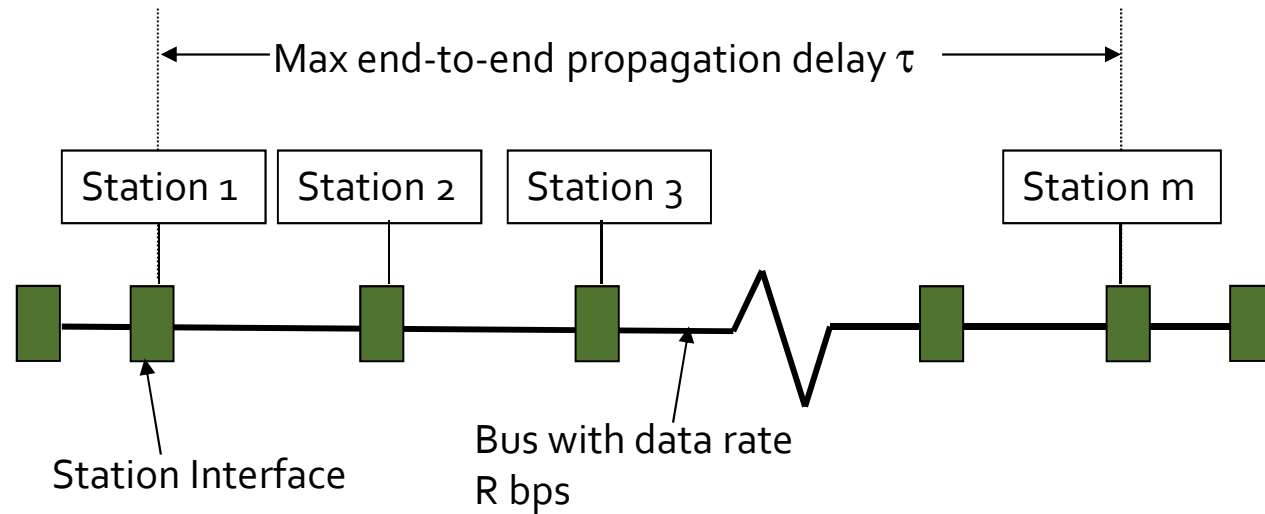 Max end-to-end propagation delay τ
Station 1
Station 2
Station 3
Station m
Station Interface
Bus with data rate
R bps